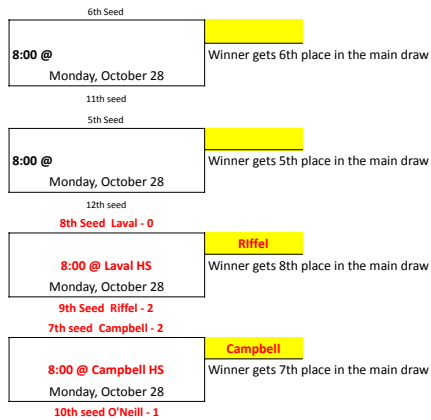 6th Seed
8:00 @ Winner gets 6th place in the main draw
Monday, October 28
11th seed
5th Seed
8:00 @ Winner gets 5th place in the main draw
Monday, October 28
12th seed
8th Seed Laval - 0
RIffel
8:00 @ Laval HS Winner gets 8th place in the main draw
Monday, October 28
9th Seed Riffel - 2
7th seed Campbell - 2
Campbell
8:00 @ Campbell HS Winner gets 7th place in the main draw
Monday, October 28
10th seed O'Neill - 1